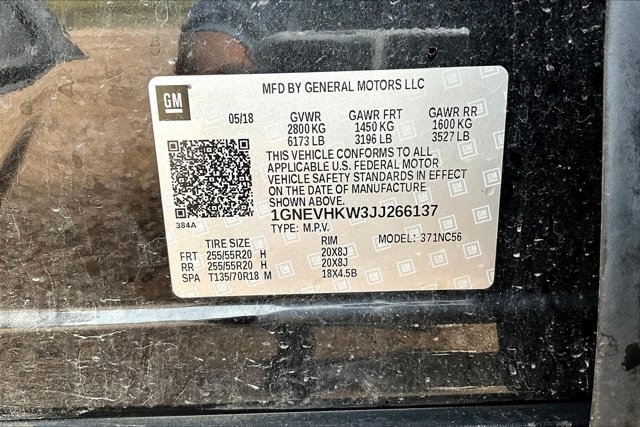 MFD BY GENERAL MOTORS LLC
GM
05/18 GVWR GAWR FRT GAWR RR
2800 KG 1450 KG 1600 KG
6173 LB 3196 LB 3527 LB
THIS VEHICLE CONFORMS TO ALL
APPLICABLE U.S. FEDERAL MOTOR
VEHICLE SAFETY STANDARDS IN EFFECT
ON THE DATE OF MANUFACTURE
SHOWN ABOVE.
384A
1GNEVHKW3JJ266137
TYPE: M.P.V. MODEL: 371NC56
TIRE SIZE RIM
FRT 255/55R20 H 20X8J
RR 255/55R20 H 20X8J
SPA T135/70R18 M 18X4.5B